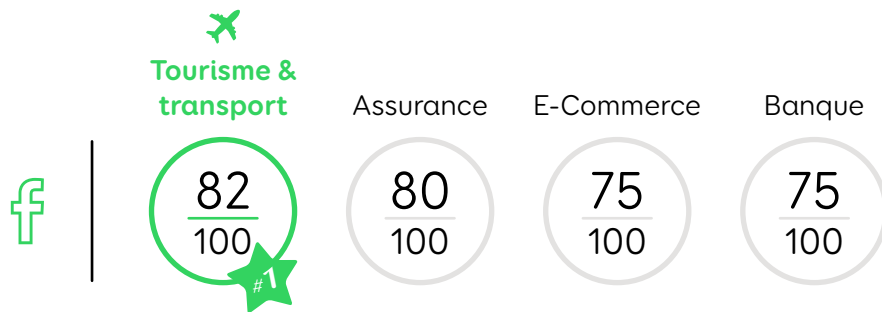 Tourisme &
transport
Assurance
E-Commerce
Banque
f
82
100
#1
80
100
75
100
75
100